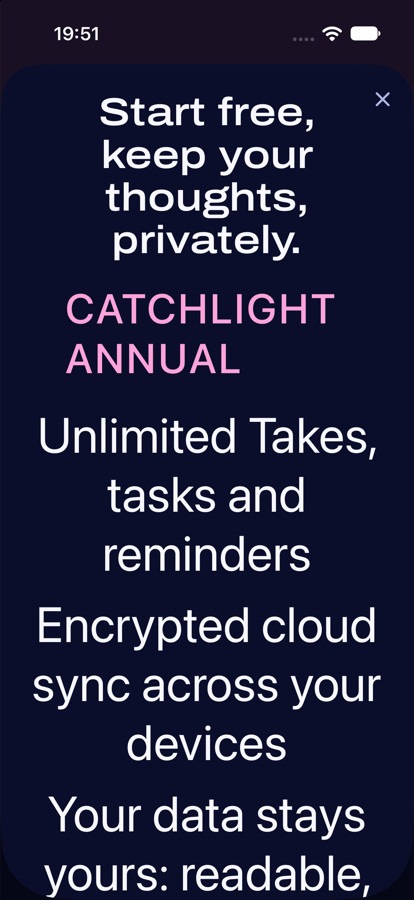 19:51
Start free,
keep your
thoughts,
privately.
CATCHLIGHT
ANNUAL
Unlimited Takes,
tasks and
reminders
Encrypted cloud
sync across your
devices
Your data stays
yours: readable,